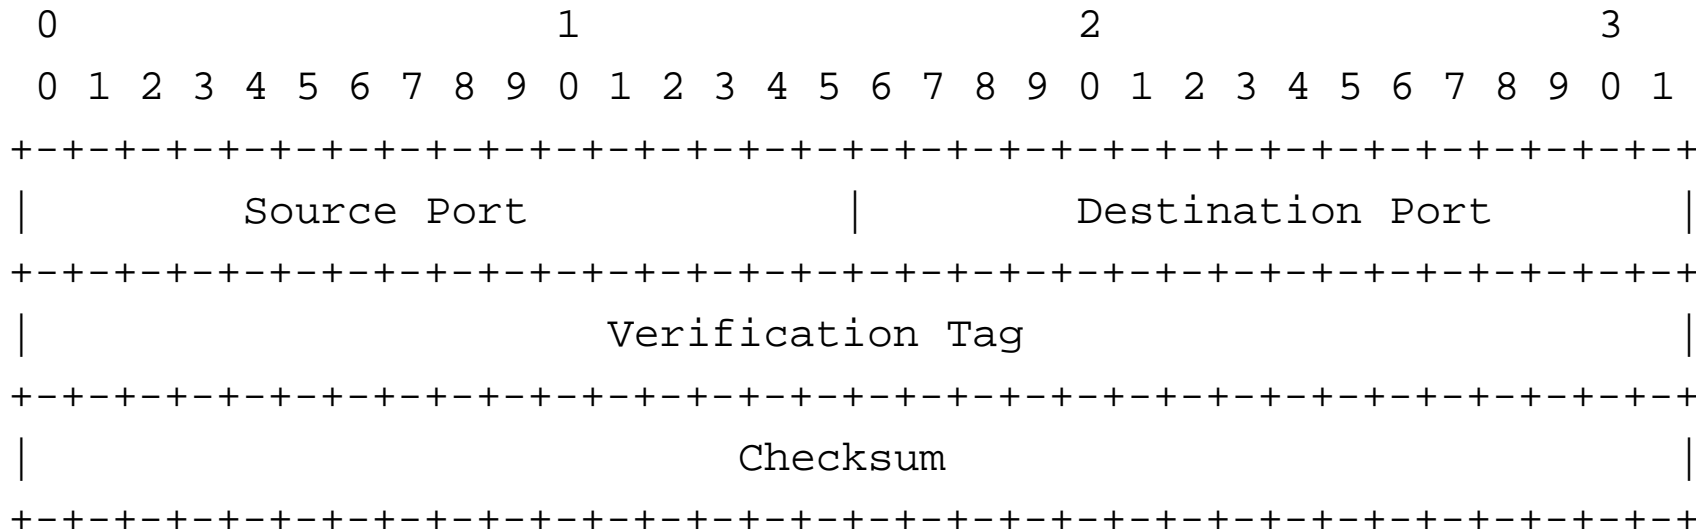 0                   1                   2                   3
 0 1 2 3 4 5 6 7 8 9 0 1 2 3 4 5 6 7 8 9 0 1 2 3 4 5 6 7 8 9 0 1
+-+-+-+-+-+-+-+-+-+-+-+-+-+-+-+-+-+-+-+-+-+-+-+-+-+-+-+-+-+-+-+-+
|        Source Port            |        Destination Port       |
+-+-+-+-+-+-+-+-+-+-+-+-+-+-+-+-+-+-+-+-+-+-+-+-+-+-+-+-+-+-+-+-+
|                      Verification Tag                         |
+-+-+-+-+-+-+-+-+-+-+-+-+-+-+-+-+-+-+-+-+-+-+-+-+-+-+-+-+-+-+-+-+
|                           Checksum                            |
+-+-+-+-+-+-+-+-+-+-+-+-+-+-+-+-+-+-+-+-+-+-+-+-+-+-+-+-+-+-+-+-+